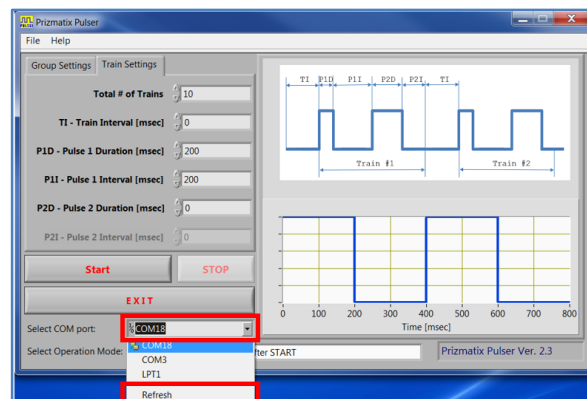 Prizmatix Pulser
File Help
Group Settings Train Settings
Total # of Trains 10
TI - Train Interval [msec] 0
P1D - Pulse 1 Duration [msec] 200
P1I - Pulse 1 Interval [msec] 200
P2D - Pulse 2 Duration [msec] 0
P2I - Pulse 2 Interval [msec] 0
Start STOP
EXIT
Select COM port: COM18
Select Operation Mode: fter START
COM18
COM3
LPT1
Refresh
TI P1D P1I P2D P2I TI
Train #1 Train #2
0 100 200 300 400 500 600 700 800
Time [msec]
Prizmatix Pulser Ver. 2.3